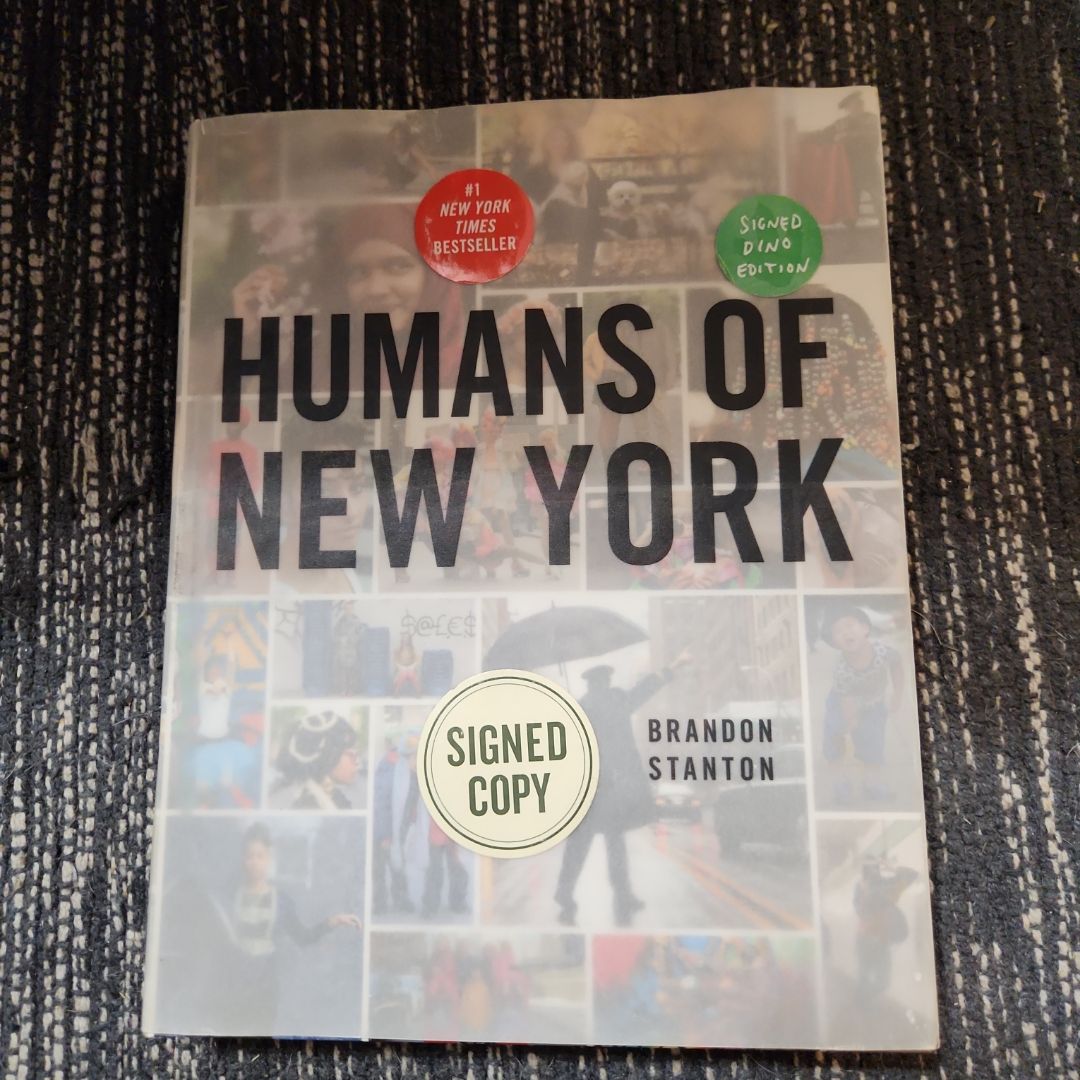 #1
NEW YORK
TIMES
BESTSELLER
SIGNED
DINO
EDITION
HUMANS OF
NEW YORK
S@L£$
SIGNED
COPY
BRANDON
STANTON